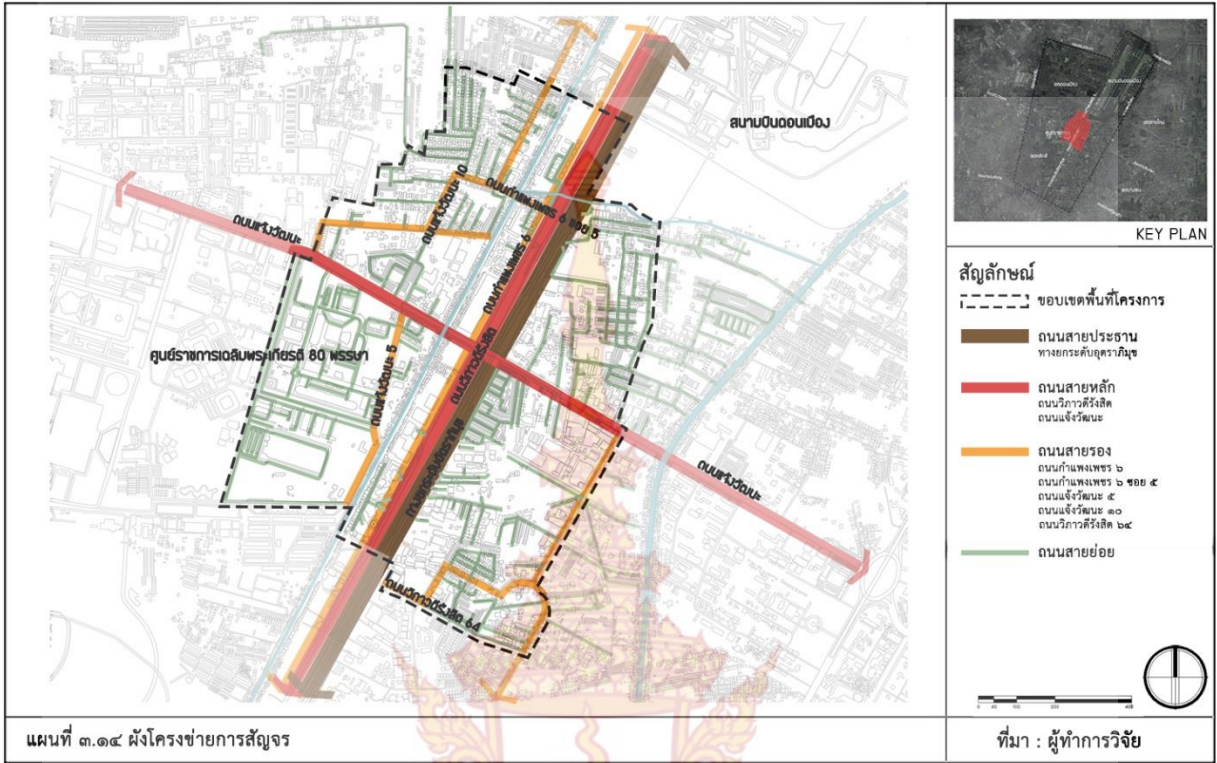 สนามบินดอนเมือง
ถนนแจ้งวัฒนะ 10
ถนนกำแพงเพชร 6 ซอย 5
ถนนแจ้งวัฒนะ
ถนนกำแพงเพชร 6
ศูนย์ราชการเฉลิมพระเกียรติ 80 พรรษา
ถนนแจ้งวัฒนะ 5
ถนนวิภาวดีรังสิต
ทางยกระดับอุตราภิมุข
ถนนแจ้งวัฒนะ
ถนนวิภาวดีรังสิต 64
KEY PLAN
สัญลักษณ์
ขอบเขตพื้นที่โครงการ
ถนนสายประธาน
ทางยกระดับอุตราภิมุข
ถนนสายหลัก
ถนนวิภาวดีรังสิต
ถนนแจ้งวัฒนะ
ถนนสายรอง
ถนนกำแพงเพชร ๖
ถนนกำแพงเพชร ๖ ซอย ๕
ถนนแจ้งวัฒนะ ๕
ถนนแจ้งวัฒนะ ๑๐
ถนนวิภาวดีรังสิต ๖๔
ถนนสายย่อย
แผนที่ ๓.๑๔ ผังโครงข่ายการสัญจร
ที่มา : ผู้ทำการวิจัย